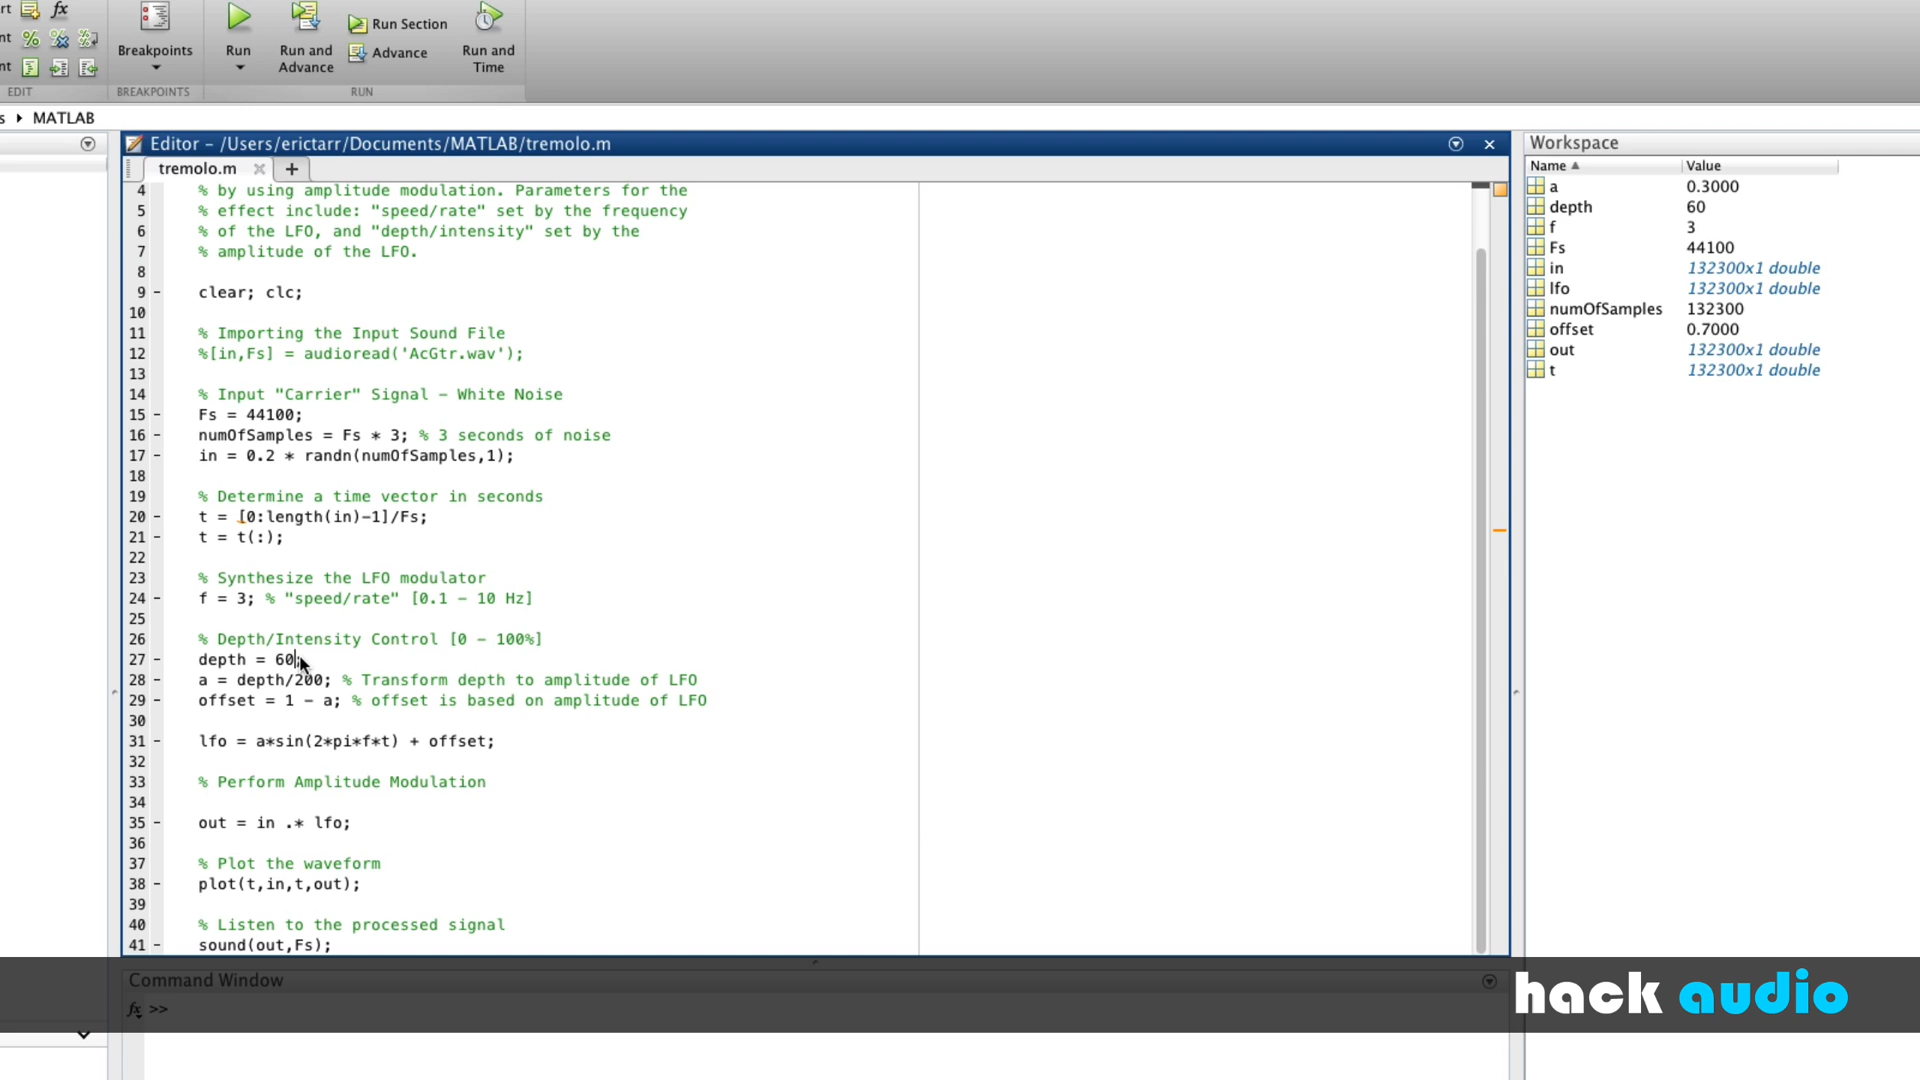 rt fx
nt
nt
Breakpoints
Run
Run and
Advance
Run Section
Advance
Run and
Time
EDIT
BREAKPOINTS
RUN
s ▸ MATLAB
Editor – /Users/erictarr/Documents/MATLAB/tremolo.m
tremolo.m × +
4 % by using amplitude modulation. Parameters for the
5 % effect include: "speed/rate" set by the frequency
6 % of the LFO, and "depth/intensity" set by the
7 % amplitude of the LFO.
8
9 – clear; clc;
10
11 % Importing the Input Sound File
12 %[in,Fs] = audioread('AcGtr.wav');
13
14 % Input "Carrier" Signal – White Noise
15 – Fs = 44100;
16 – numOfSamples = Fs * 3; % 3 seconds of noise
17 – in = 0.2 * randn(numOfSamples,1);
18
19 % Determine a time vector in seconds
20 – t = [0:length(in)-1]/Fs;
21 – t = t(:);
22
23 % Synthesize the LFO modulator
24 – f = 3; % "speed/rate" [0.1 – 10 Hz]
25
26 % Depth/Intensity Control [0 – 100%]
27 – depth = 60;
28 – a = depth/200; % Transform depth to amplitude of LFO
29 – offset = 1 – a; % offset is based on amplitude of LFO
30
31 – lfo = a*sin(2*pi*f*t) + offset;
32
33 % Perform Amplitude Modulation
34
35 – out = in .* lfo;
36
37 % Plot the waveform
38 – plot(t,in,t,out);
39
40 % Listen to the processed signal
41 – sound(out,Fs);
Workspace
Name Value
a 0.3000
depth 60
f 3
Fs 44100
in 132300x1 double
lfo 132300x1 double
numOfSamples 132300
offset 0.7000
out 132300x1 double
t 132300x1 double
Command Window
fx >>
hack audio